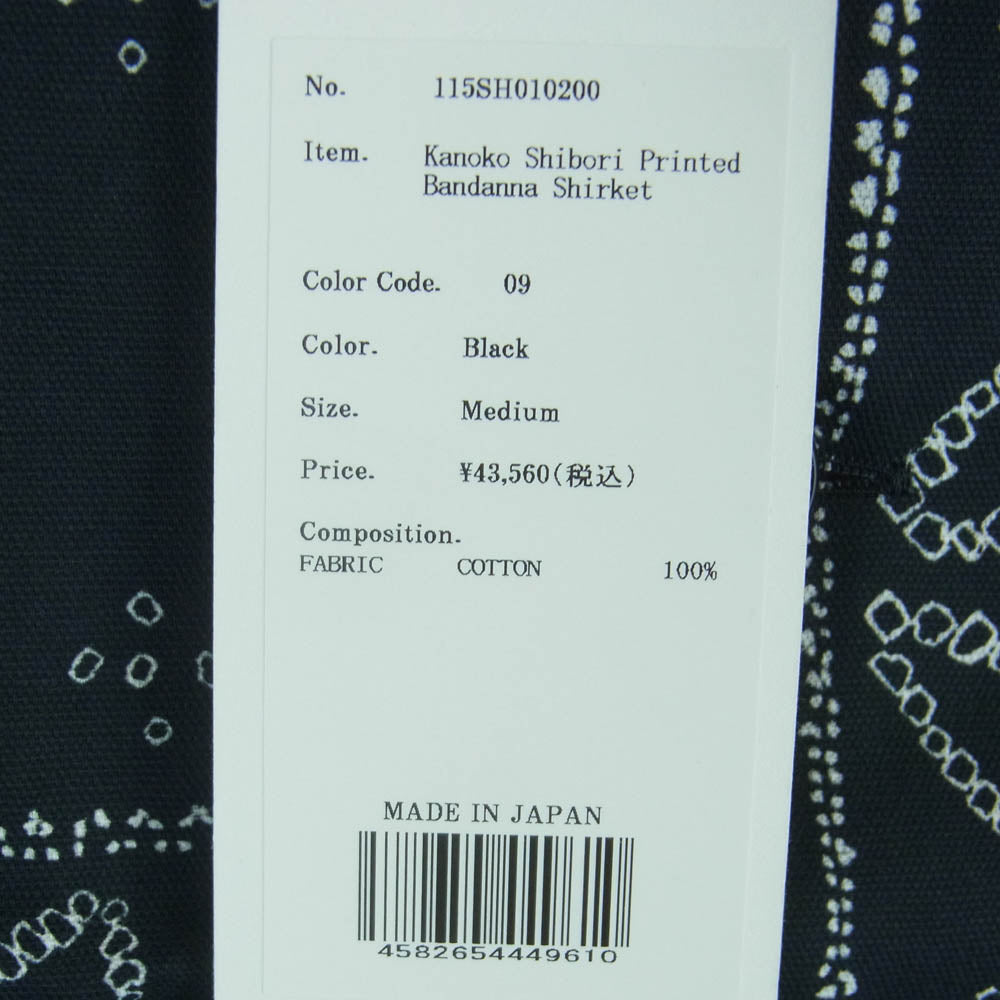 No. 115SH010200
Item. Kanoko Shibori Printed
Bandanna Shirket
Color Code. 09
Color. Black
Size. Medium
Price. ¥43,560(税込)
Composition.
FABRIC COTTON 100%
MADE IN JAPAN
4582654449610